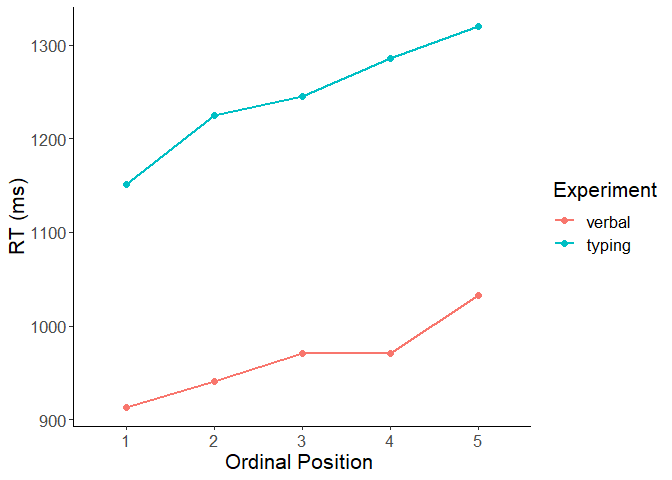 1300
1200
1100
1000
900
RT (ms)
1 2 3 4 5
Ordinal Position
Experiment
verbal
typing